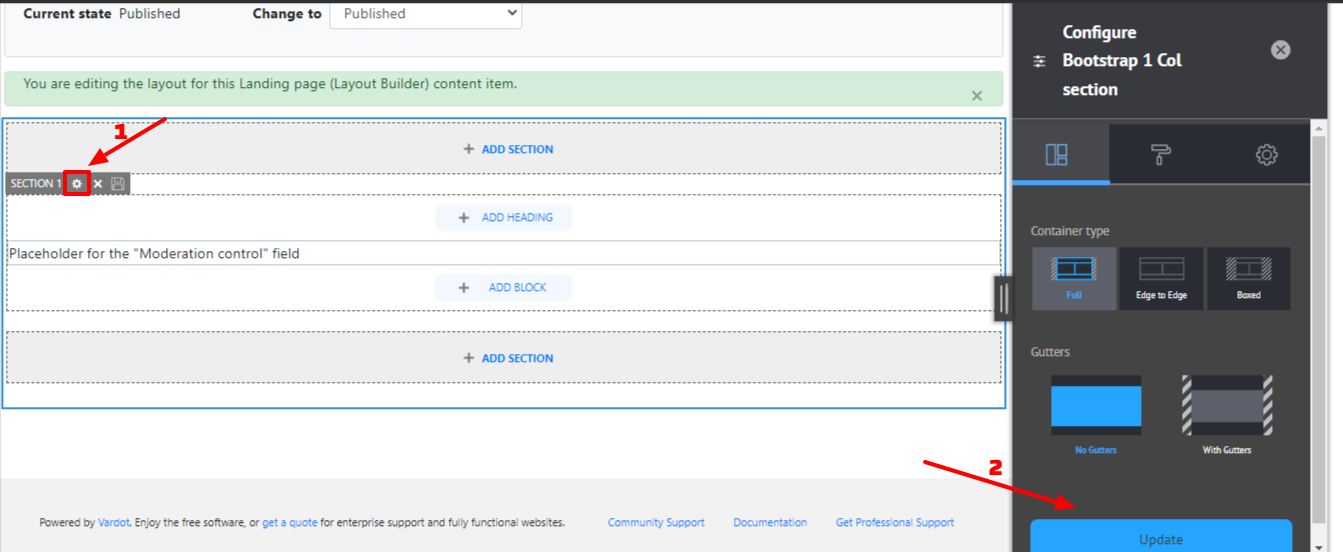 Current state Published
Change to
Published
You are editing the layout for this Landing page (Layout Builder) content item.
1
+ ADD SECTION
SECTION 1
+ ADD HEADING
Placeholder for the "Moderation control" field
+ ADD BLOCK
+ ADD SECTION
Powered by Vardot. Enjoy the free software, or get a quote for enterprise support and fully functional websites.
Community Support
Documentation
Get Professional Support
Configure
Bootstrap 1 Col
section
Container type
Full
Edge to Edge
Boxed
Gutters
No Gutters
With Gutters
2
Update